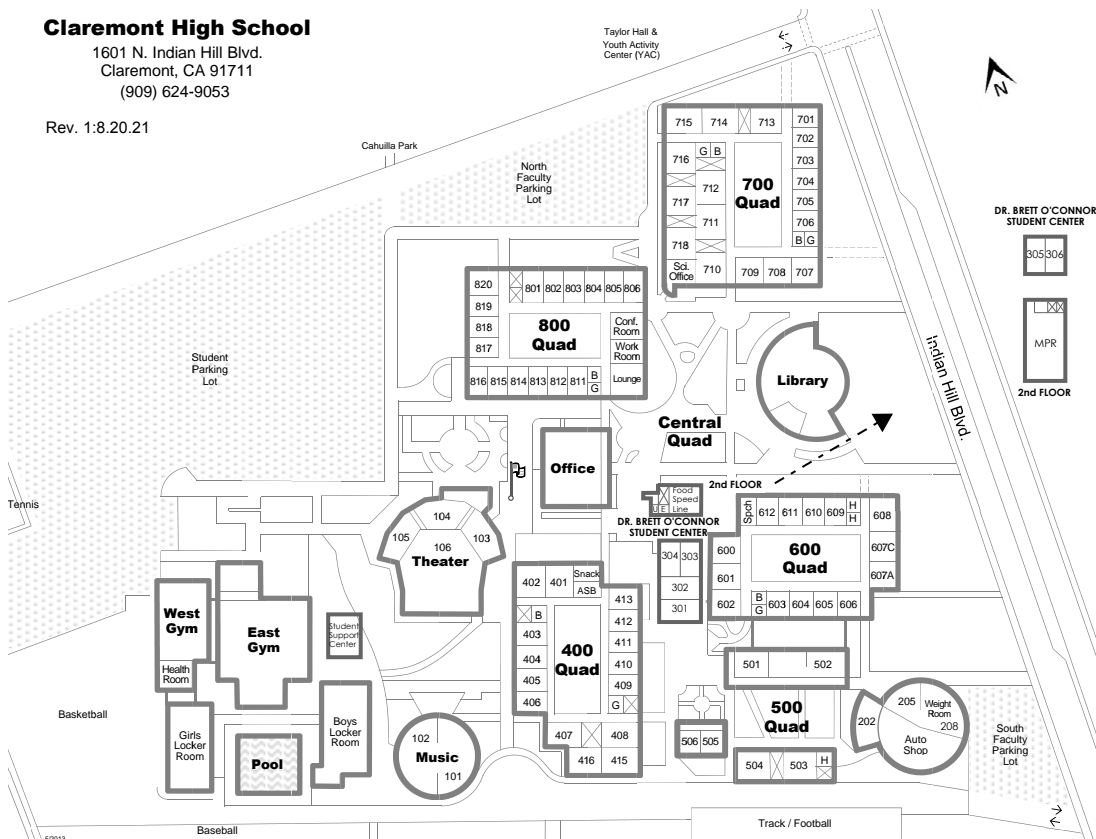 Claremont High School
1601 N. Indian Hill Blvd.
Claremont, CA 91711
(909) 624-9053
Rev. 1:8.20.21
Taylor Hall &
Youth Activity
Center (YAC)
N
Cahuilla Park
North
Faculty
Parking
Lot
715 714 713 701
702
716 G B 703
712 704
717 705
711 706
718 B G
Sci.
Office 710 709 708 707
700
Quad
DR. BRETT O'CONNOR
STUDENT CENTER
305 306
MPR
2nd FLOOR
820 801 802 803 804 805 806
819
818
817
800
Quad
Conf.
Room
Work
Room
Lounge
816 815 814 813 812 811 B
G
Student
Parking
Lot
Library
Indian Hill Blvd.
Central
Quad
Office
Tennis
2nd FLOOR
Food
Speed
Line
U E
DR. BRETT O'CONNOR
STUDENT CENTER
304 303
302
301
104
105 106 103
Theater
Spch 612 611 610 609 H
H
608
600 607C
601 607A
602
600
Quad
B
G
603 604 605 606
402 401 Snack
ASB
B
403
404
405
406
413
412
411
410
409
G
400
Quad
407 408
416 415
West
Gym
Health
Room
East
Gym
Student
Support
Center
Basketball
Girls
Locker
Room
Pool
Boys
Locker
Room
102
Music
101
501 502
500
Quad
506 505
504 503 H
202
205 Weight
Room
208
Auto
Shop
South
Faculty
Parking
Lot
5/2013
Baseball
Track / Football